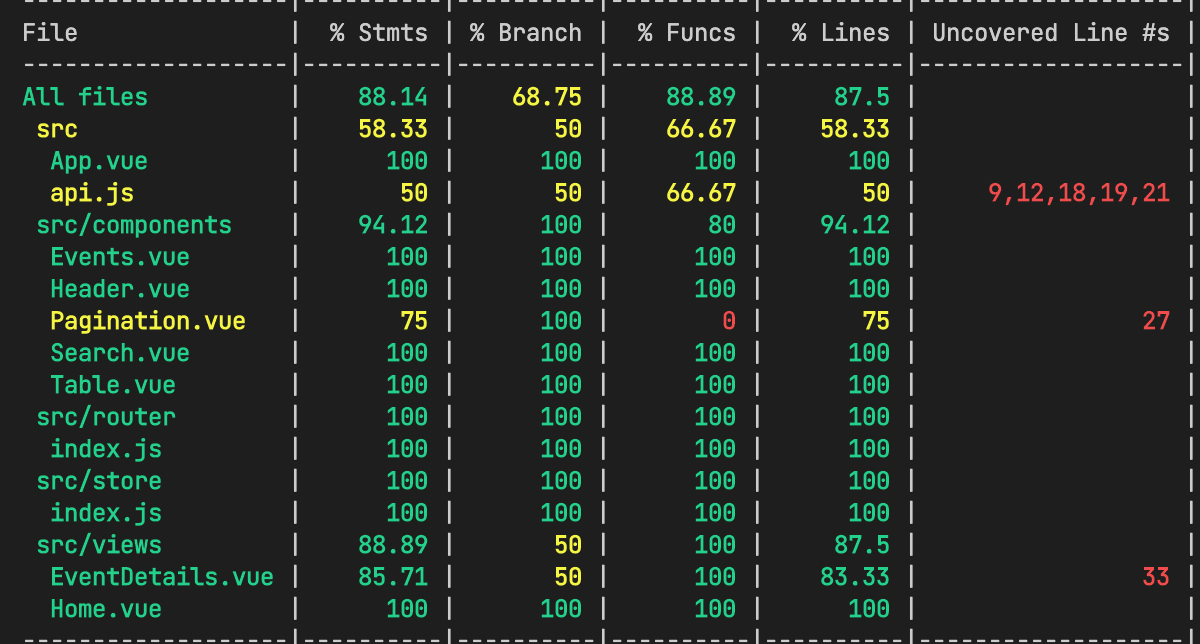 File | % Stmts | % Branch | % Funcs | % Lines | Uncovered Line #s |
-------------------|----------|----------|----------|----------|-------------------|
All files | 88.14 | 68.75 | 88.89 | 87.5 | |
src | 58.33 | 50 | 66.67 | 58.33 | |
App.vue | 100 | 100 | 100 | 100 | |
api.js | 50 | 50 | 66.67 | 50 | 9,12,18,19,21 |
src/components | 94.12 | 100 | 80 | 94.12 | |
Events.vue | 100 | 100 | 100 | 100 | |
Header.vue | 100 | 100 | 100 | 100 | |
Pagination.vue | 75 | 100 | 0 | 75 | 27 |
Search.vue | 100 | 100 | 100 | 100 | |
Table.vue | 100 | 100 | 100 | 100 | |
src/router | 100 | 100 | 100 | 100 | |
index.js | 100 | 100 | 100 | 100 | |
src/store | 100 | 100 | 100 | 100 | |
index.js | 100 | 100 | 100 | 100 | |
src/views | 88.89 | 50 | 100 | 87.5 | |
EventDetails.vue | 85.71 | 50 | 100 | 83.33 | 33 |
Home.vue | 100 | 100 | 100 | 100 | |
-------------------|----------|----------|----------|----------|-------------------|